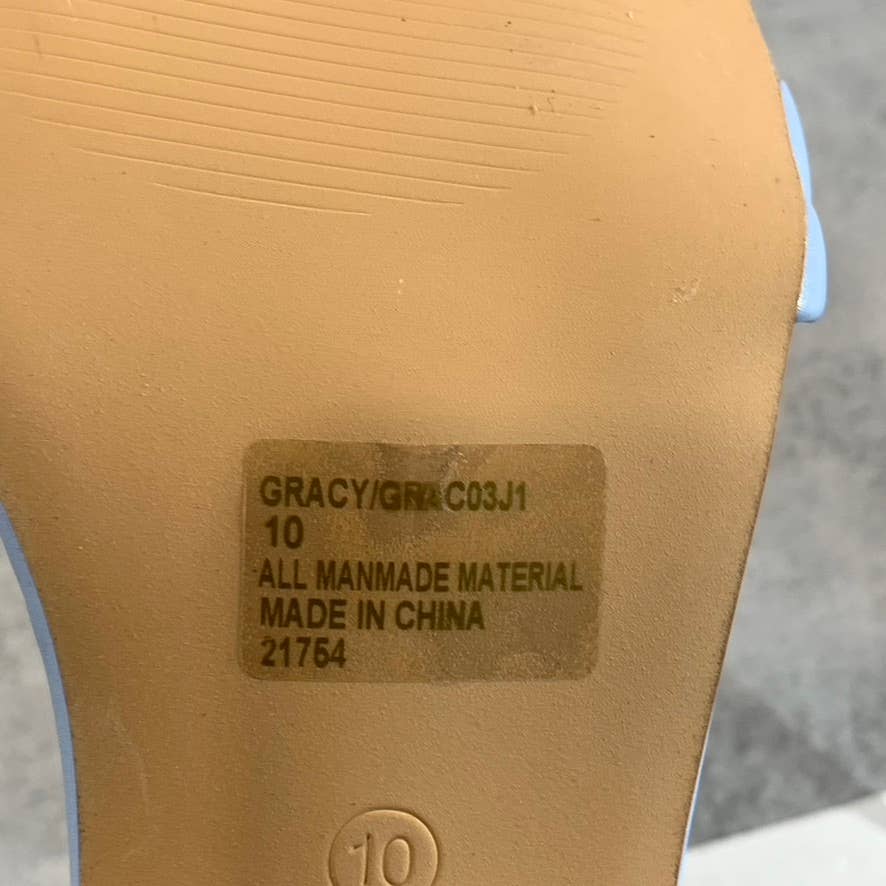 GRACY/GRAC03J1
10
ALL MANMADE MATERIAL
MADE IN CHINA
21754
10